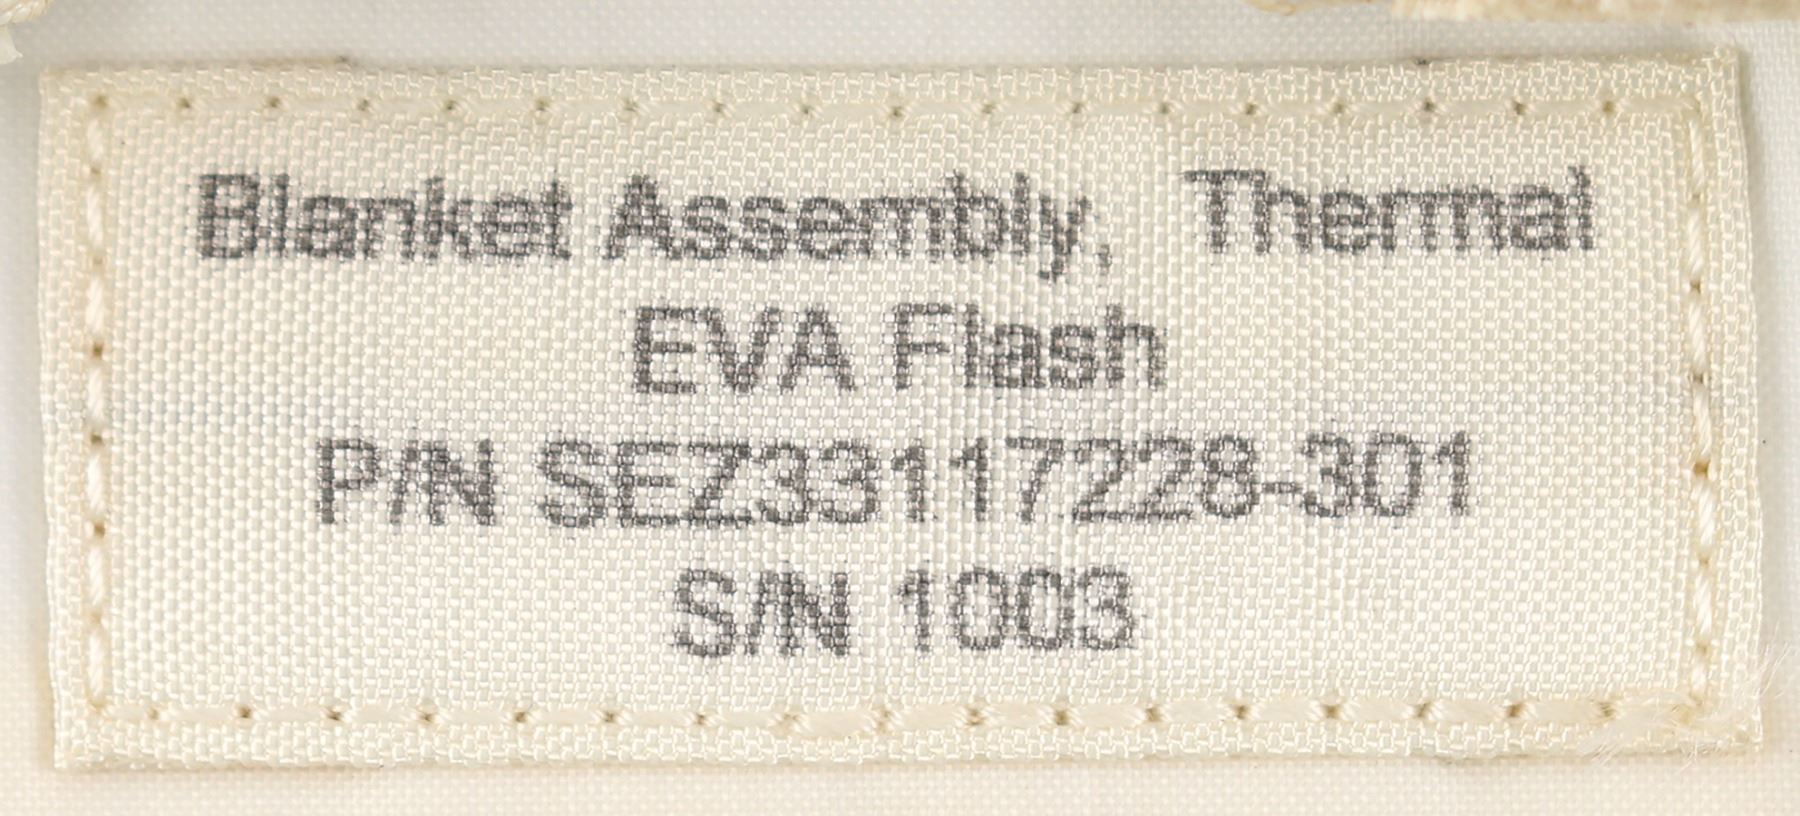 Blanket Assembly, Thermal
EVA Flash
P/N SEZ33117228-301
S/N 1003